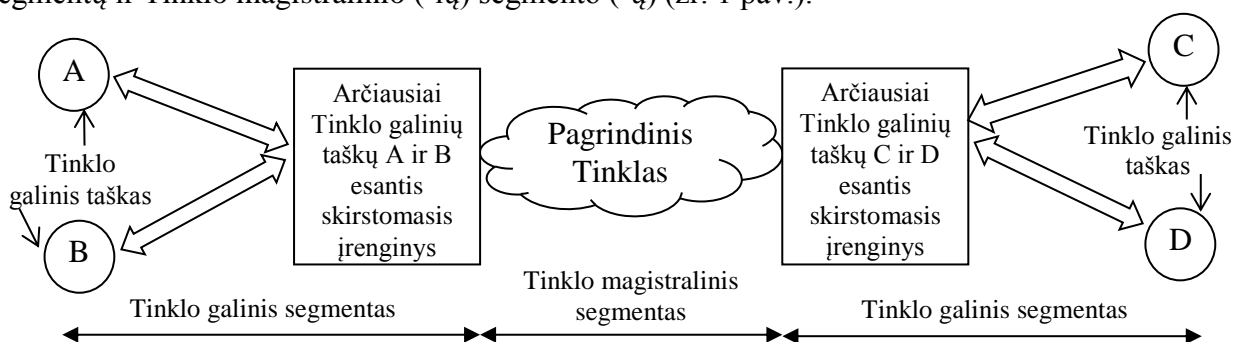 segmentų ir Tinklo magistralinio (-ių) segmento (-ų) (žr. 1 pav.).
A
B
Tinklo
galinis taškas
Arčiausiai
Tinklo galinių
taškų A ir B
esantis
skirstomasis
įrenginys
Pagrindinis
Tinklas
Arčiausiai
Tinklo galinių
taškų C ir D
esantis
skirstomasis
įrenginys
C
D
Tinklo galinis
taškas
Tinklo galinis segmentas
Tinklo magistralinis
segmentas
Tinklo galinis segmentas